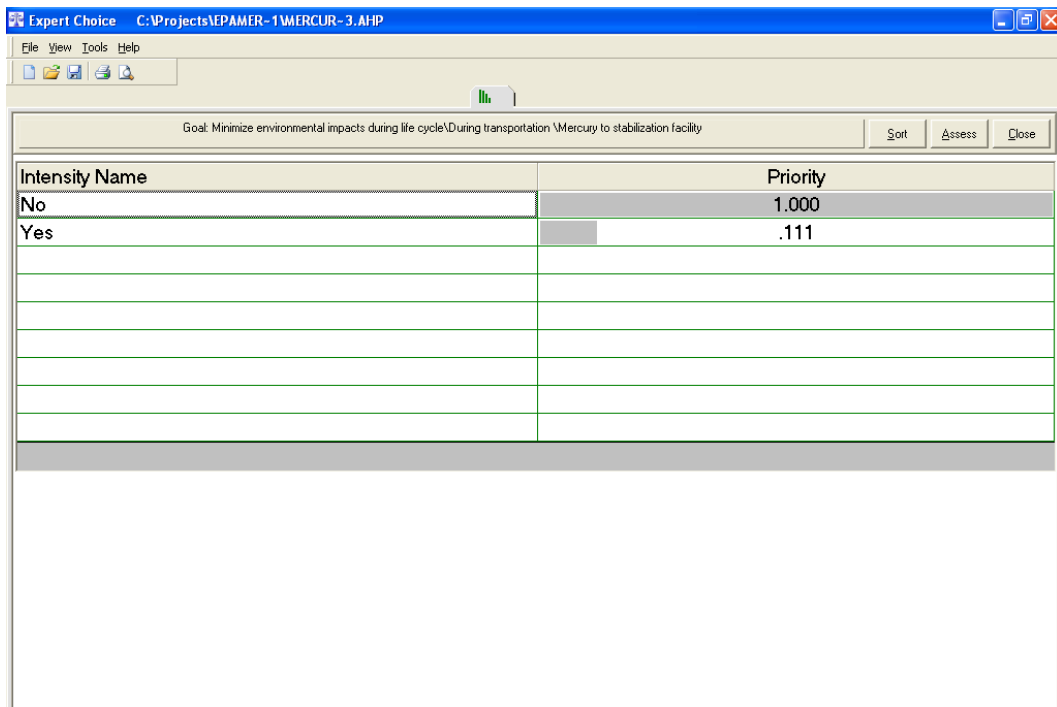 Expert Choice C:\Projects\EPAMER~1\MERCUR~3.AHP
File View Tools Help
Goal: Minimize environmental impacts during life cycle\During transportation \Mercury to stabilization facility
Sort Assess Close
Intensity Name Priority
No 1.000
Yes .111